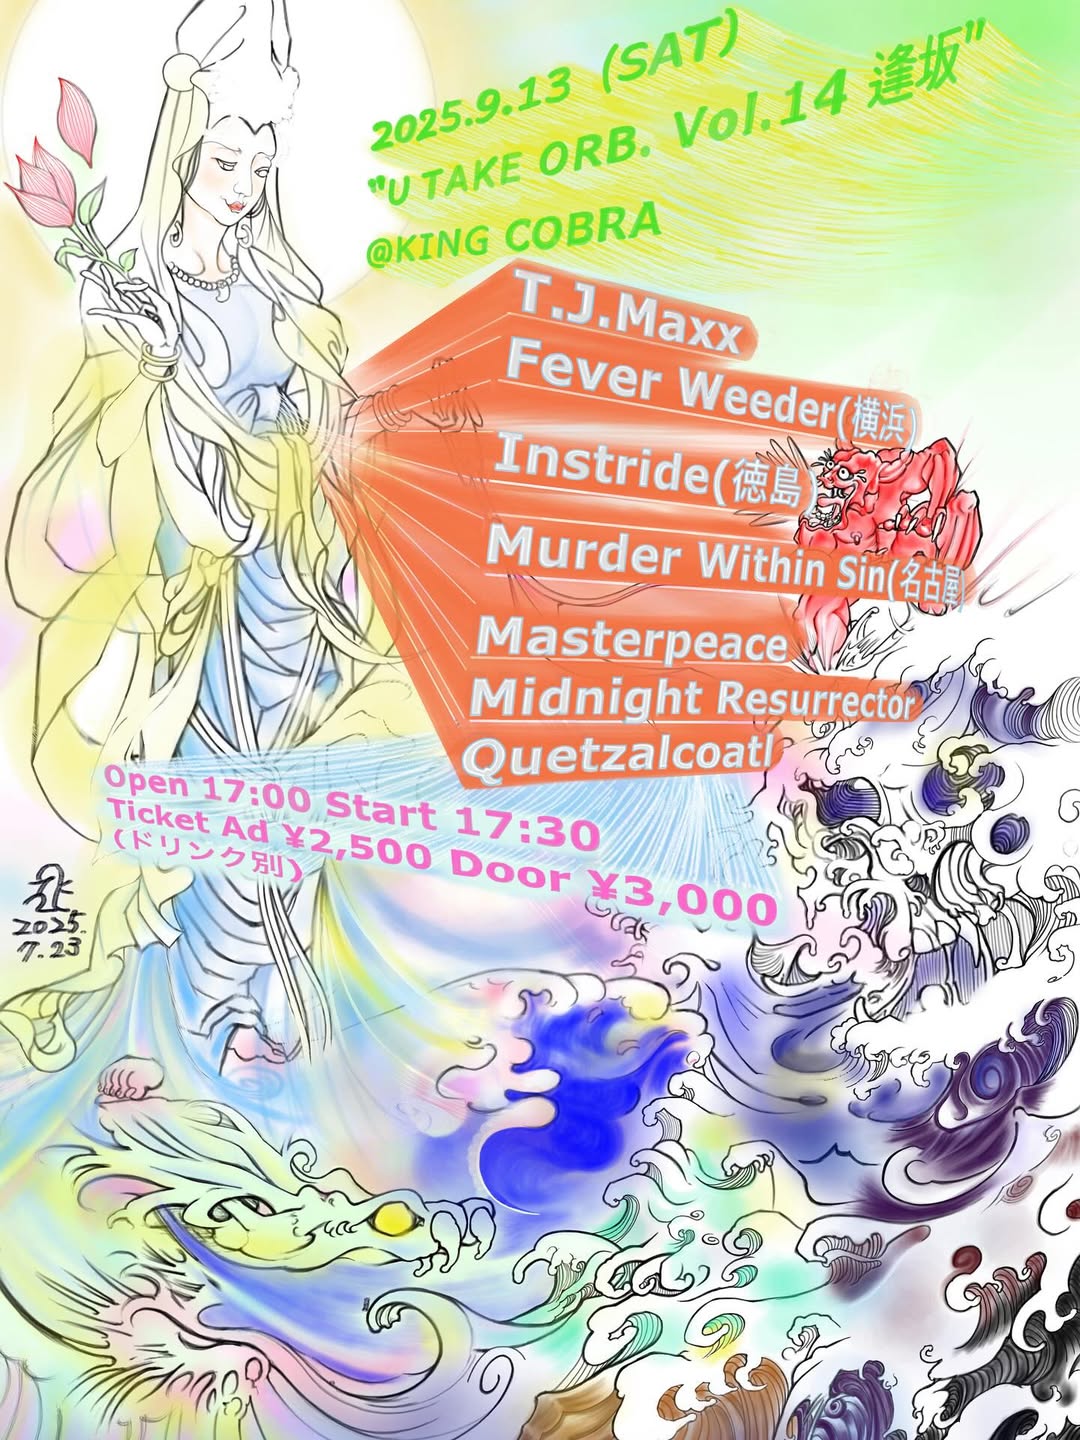 2025.9.13 (SAT)
"U TAKE ORB. Vol.14 逢坂"
@KING COBRA
T.J.Maxx
Fever Weeder(横浜)
Instride(徳島)
Murder Within Sin(名古屋)
Masterpeace
Midnight Resurrector
Quetzalcoatl
Open 17:00 Start 17:30
Ticket Ad ¥2,500 Door ¥3,000
(ドリンク別)
2025.
7.23